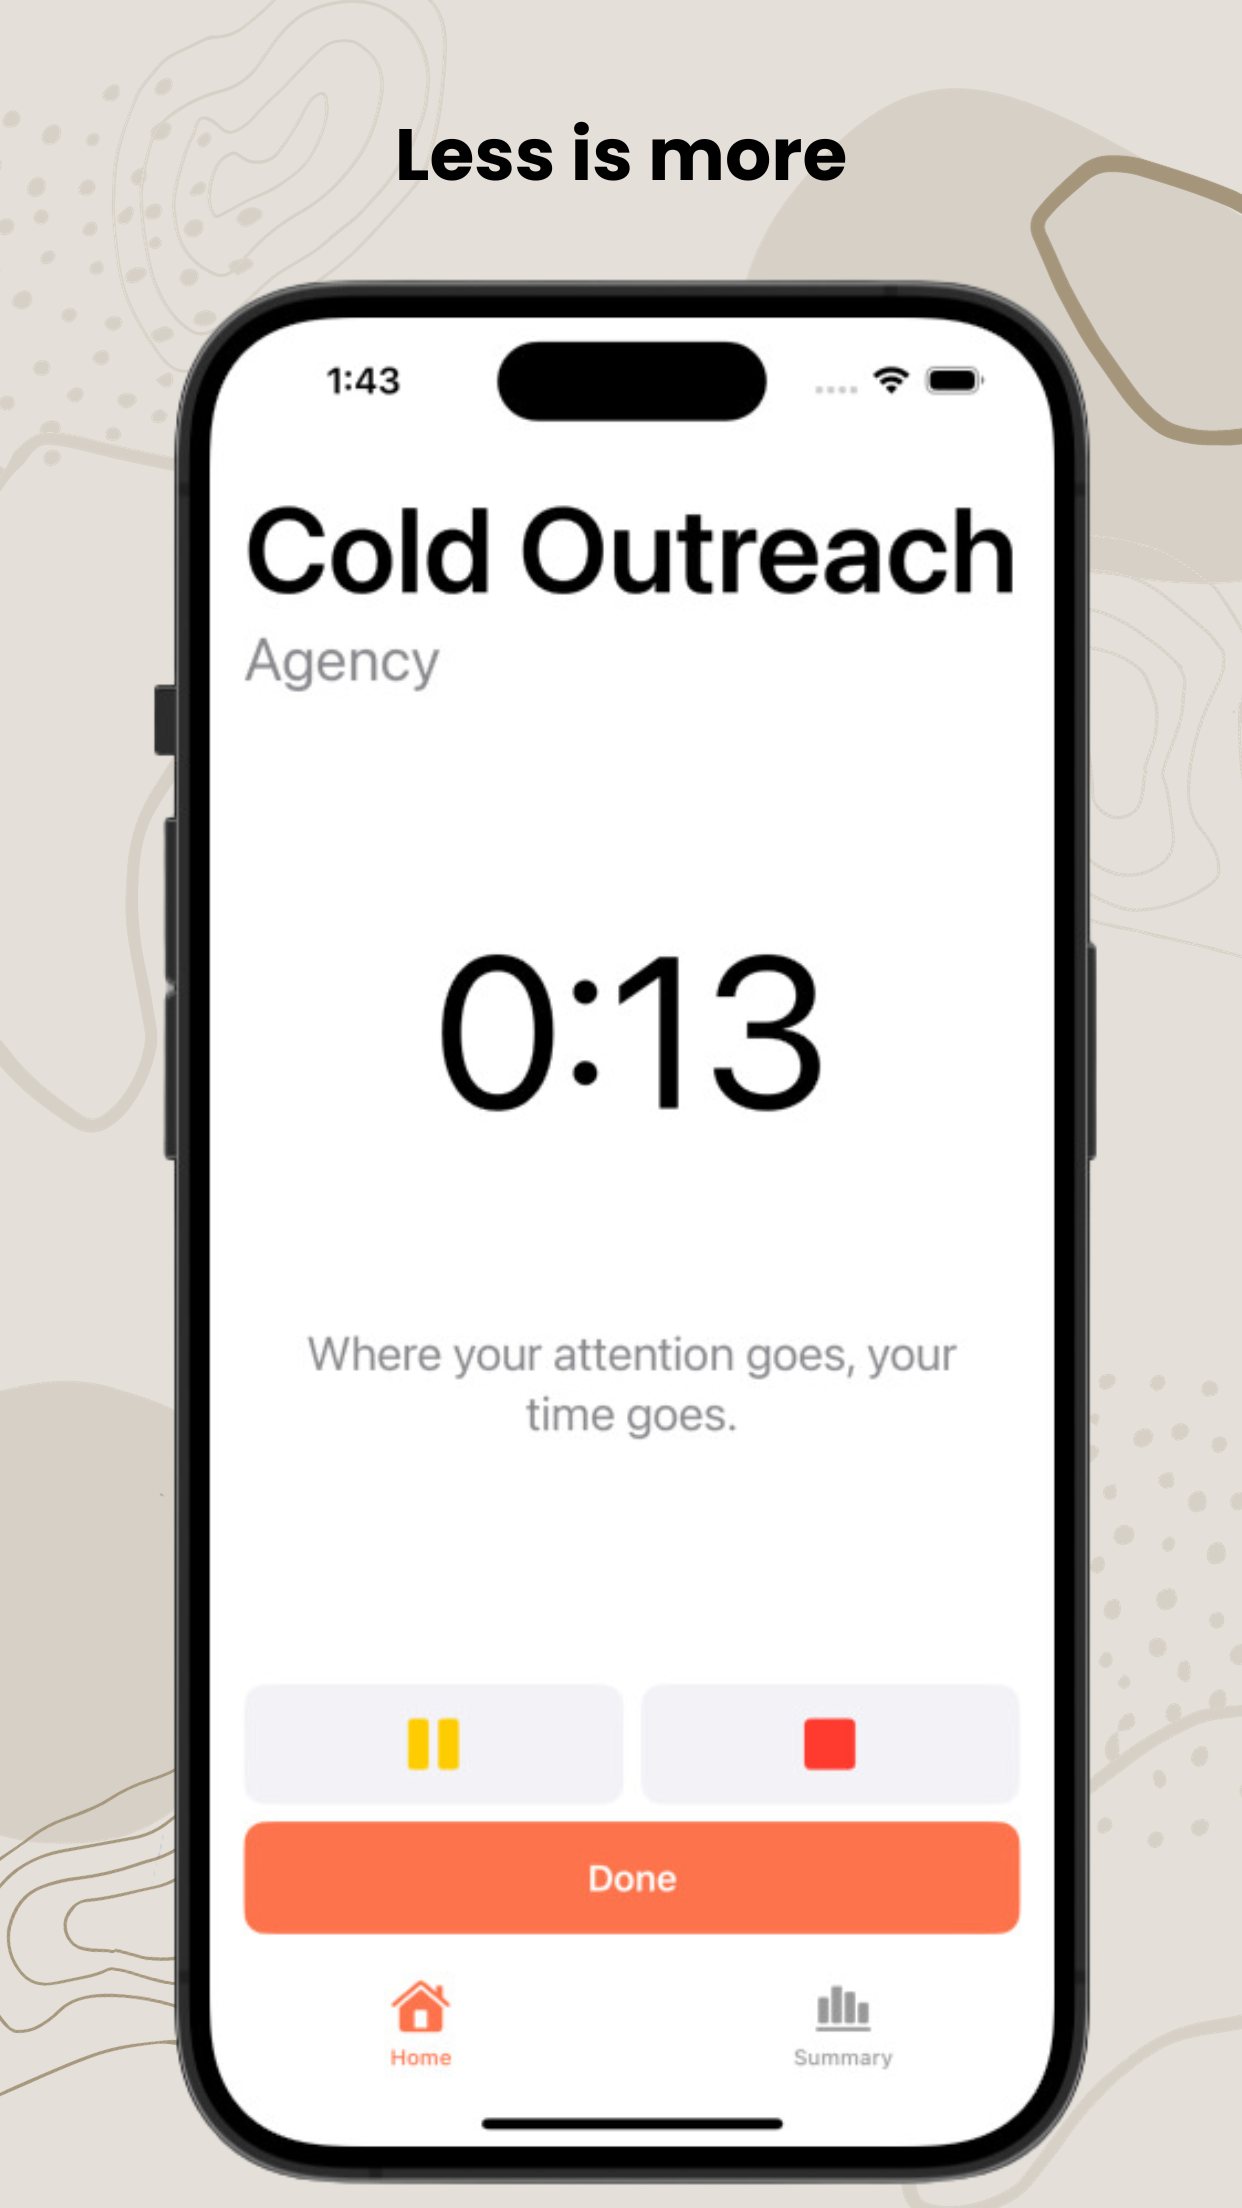 Less is more
1:43
Cold Outreach
Agency
0:13
Where your attention goes, your
time goes.
Done
Home
Summary